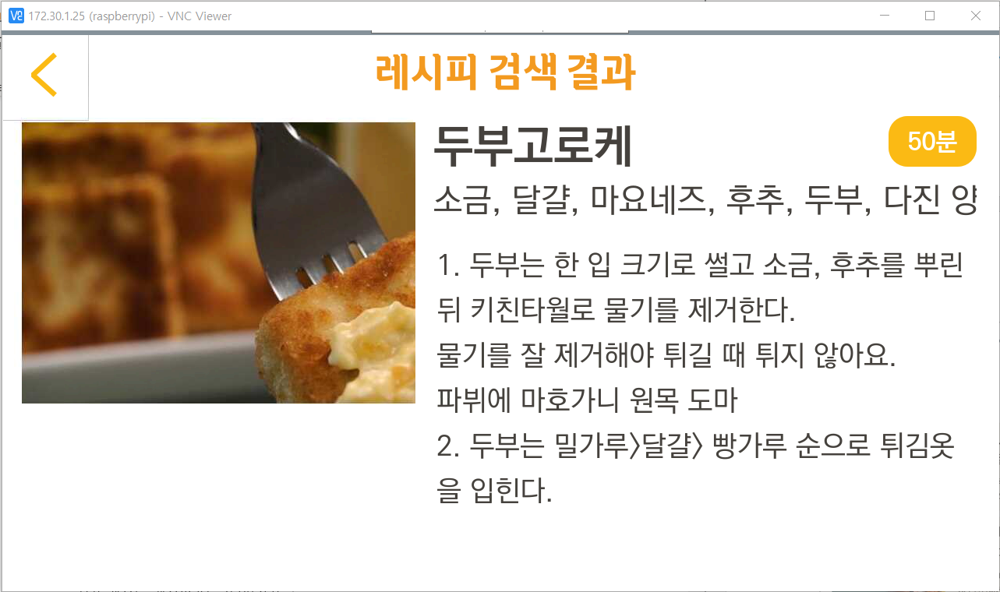 172.30.1.25 (raspberrypi) - VNC Viewer
레시피 검색 결과
두부고로케
50분
소금, 달걀, 마요네즈, 후추, 두부, 다진 양
1. 두부는 한 입 크기로 썰고 소금, 후추를 뿌린
뒤 키친타월로 물기를 제거한다.
물기를 잘 제거해야 튀길 때 튀지 않아요.
파뷔에 마호가니 원목 도마
2. 두부는 밀가루>달걀> 빵가루 순으로 튀김옷
을 입힌다.